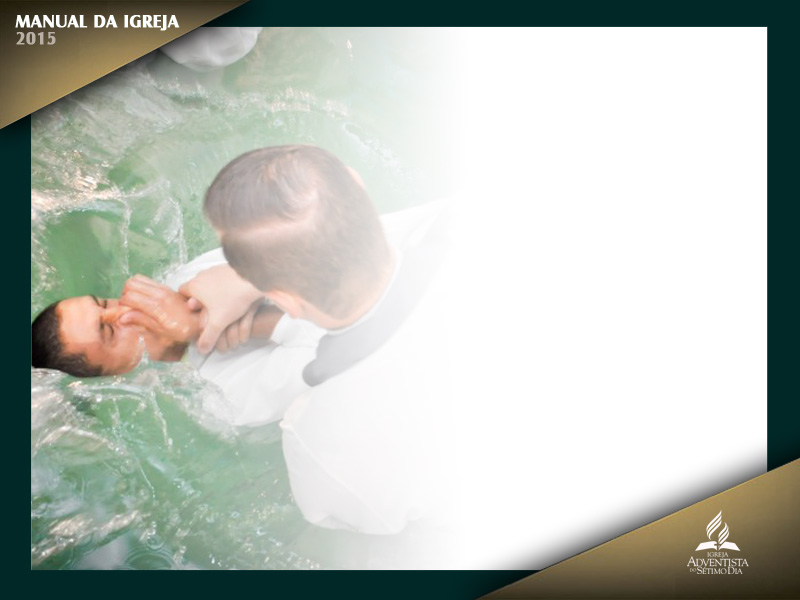 MANUAL DA IGREJA
2015
IGREJA
ADVENTISTA
DO SÉTIMO DIA